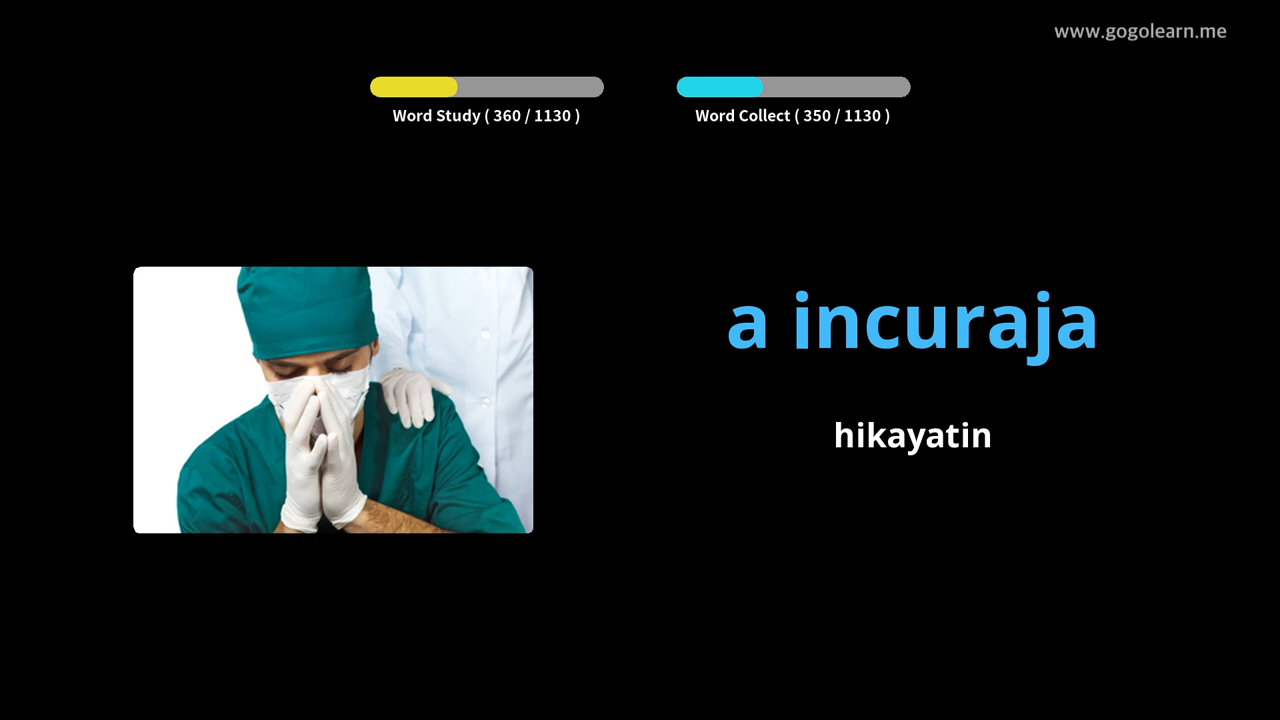 www.gogolearn.me
Word Study ( 360 / 1130 )
Word Collect ( 350 / 1130 )
a incuraja
hikayatin